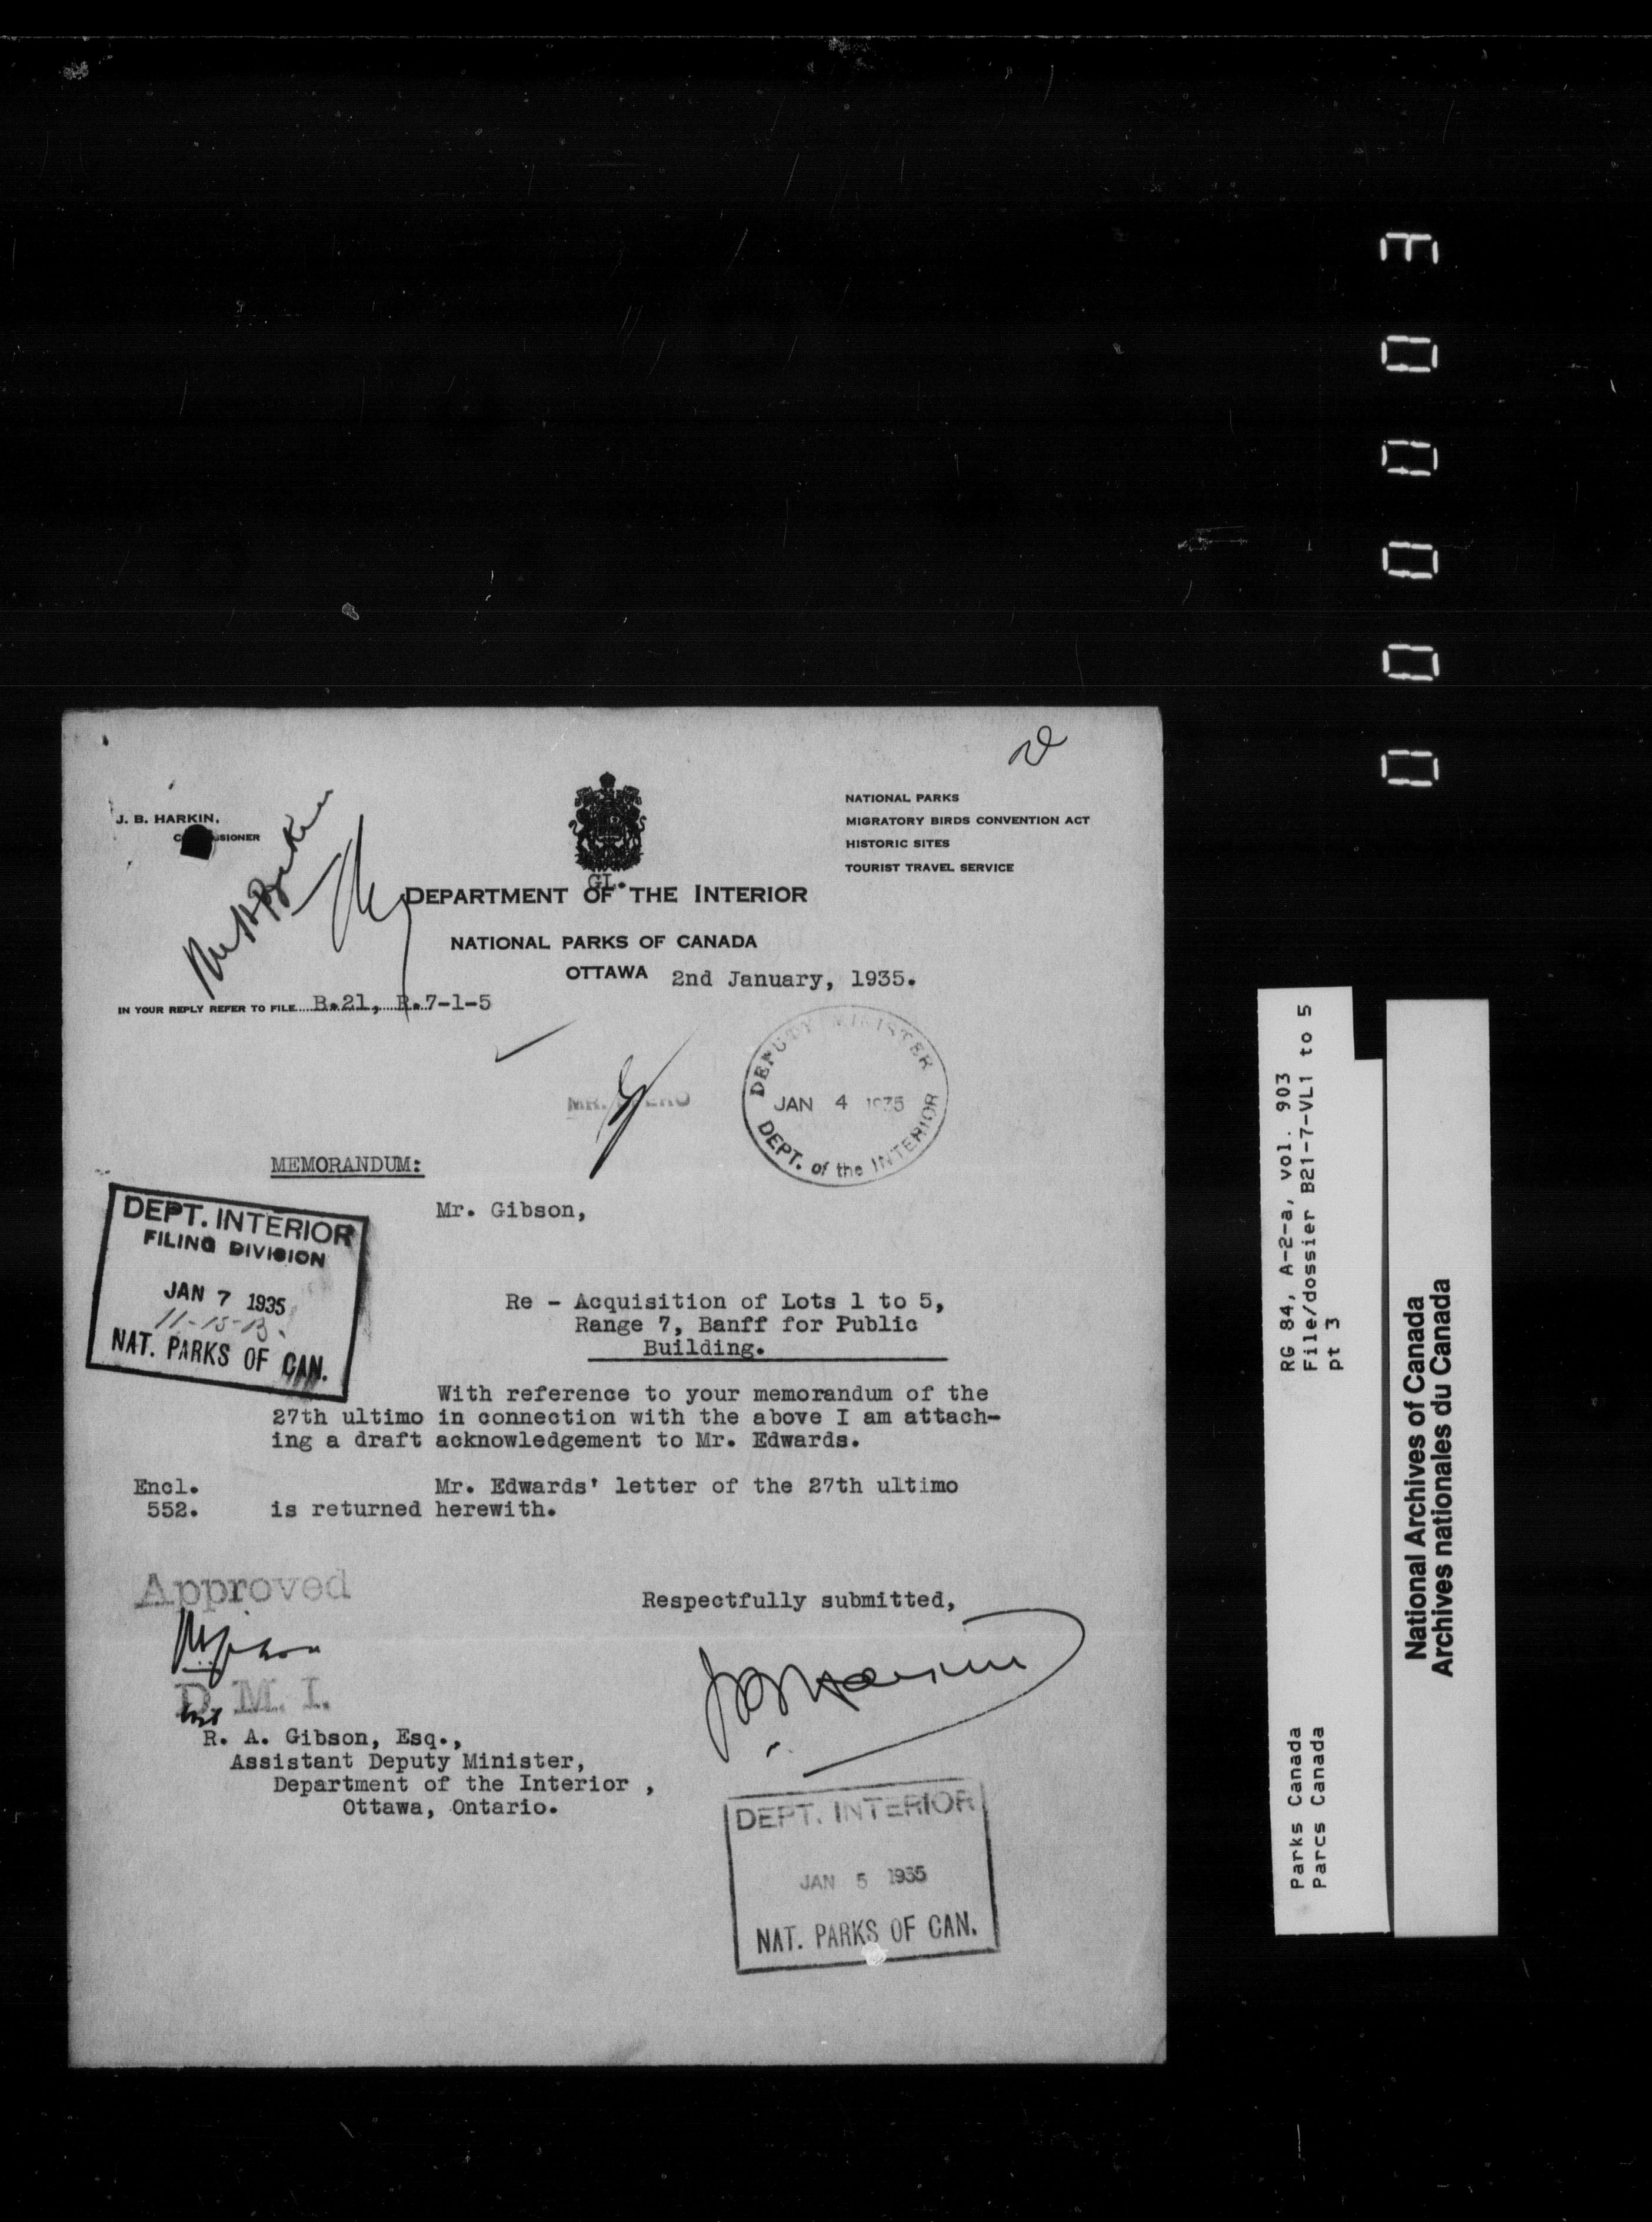 J. B. HARKIN,
NATIONAL PARKS
MIGRATORY BIRDS CONVENTION ACT
HISTORIC SITES
TOURIST TRAVEL SERVICE
GL.
DEPARTMENT OF THE INTERIOR
NATIONAL PARKS OF CANADA
OTTAWA 2nd January, 1935.
IN YOUR REPLY REFER TO FILE B.21, R.7-1-5
DEPUTY MINISTER
JAN 4 1935
DEPT. of the INTERIOR
MEMORANDUM:
Mr. Gibson,
DEPT. INTERIOR
FILING DIVISION
JAN 7 1935
NAT. PARKS OF CAN.
Re - Acquisition of Lots 1 to 5,
Range 7, Banff for Public
Building.
With reference to your memorandum of the
27th ultimo in connection with the above I am attach-
ing a draft acknowledgement to Mr. Edwards.
Encl. Mr. Edwards' letter of the 27th ultimo
552. is returned herewith.
Approved
Respectfully submitted,
D. M. I.
R. A. Gibson, Esq.,
Assistant Deputy Minister,
Department of the Interior ,
Ottawa, Ontario.
DEPT. INTERIOR
JAN 5 1935
NAT. PARKS OF CAN.
RG 84, A-2-a, vol. 903
File/dossier B21-7-VL1 to 5
pt 3
Parks Canada
Parcs Canada
National Archives of Canada
Archives nationales du Canada